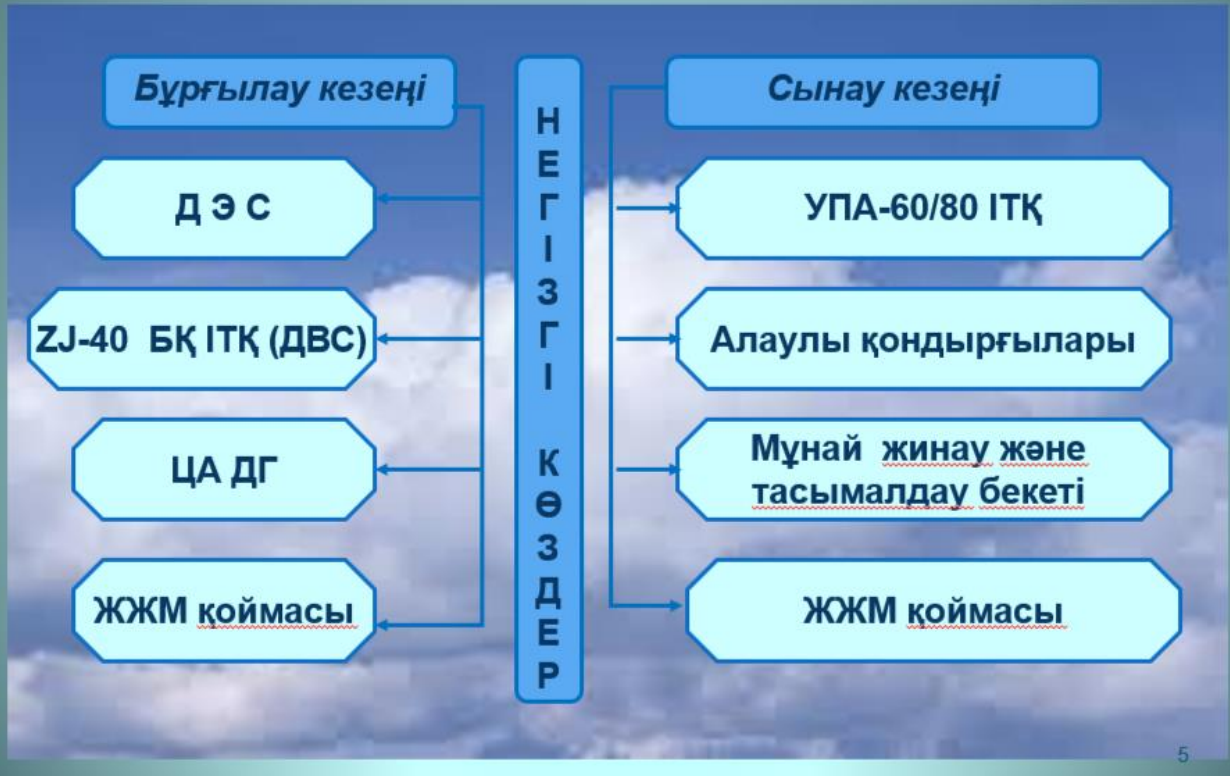 Бұрғылау кезеңі
Д Э С
ZJ-40 БҚ ІТҚ (ДВС)
ЦА ДГ
ЖЖМ қоймасы
НЕГІЗГІ КӨЗДЕР
Сынау кезеңі
УПА-60/80 ІТҚ
Алаулы қондырғылары
Мұнай жинау және
тасымалдау бекеті
ЖЖМ қоймасы
5